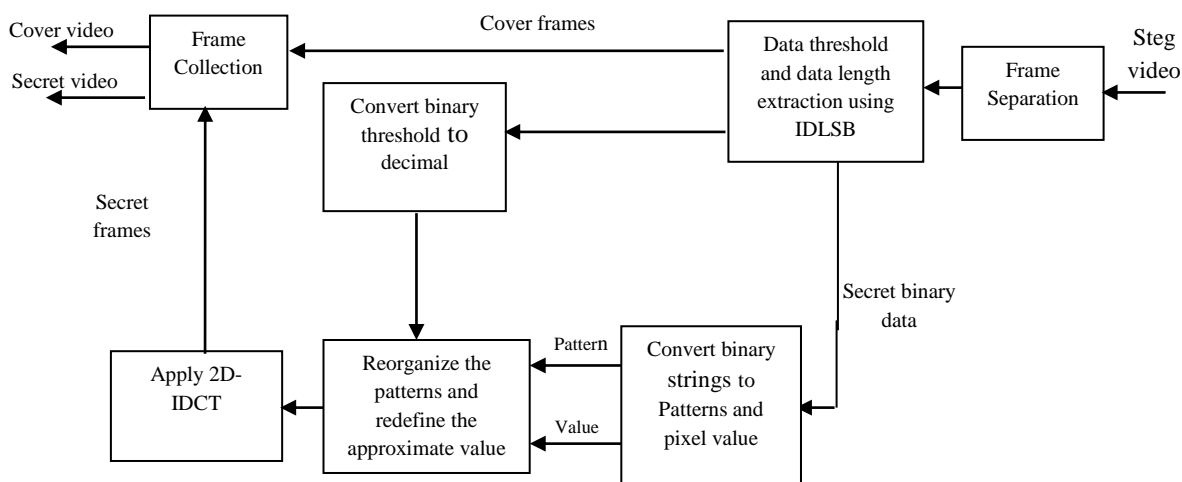 Cover video
Secret video
Frame
Collection
Cover frames
Data threshold
and data length
extraction using
IDLSB
Frame
Separation
Steg
video
Convert binary
threshold to
decimal
Secret
frames
Secret binary
data
Apply 2D-
IDCT
Reorganize the
patterns and
redefine the
approximate value
Pattern
Value
Convert binary
strings to
Patterns and
pixel value